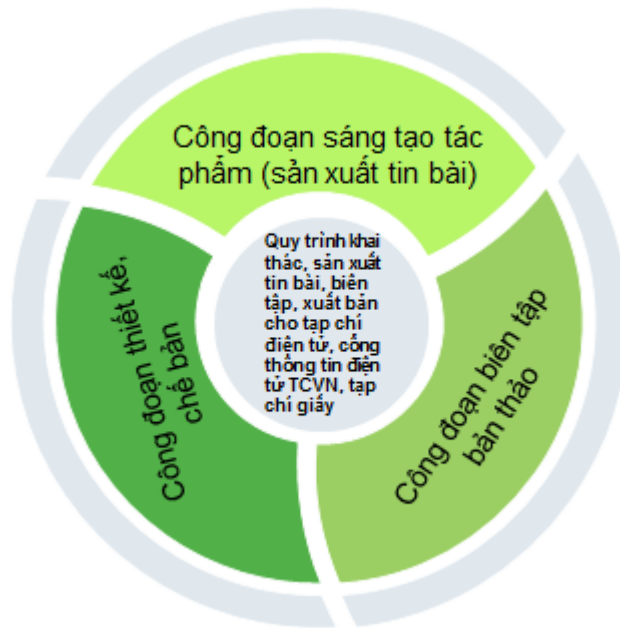 Công đoạn sáng tạo tác
phẩm (sản xuất tin bài)
Quy trình khai
thác, sản xuất
tin bài, biên
tập, xuất bản
cho tạp chí
điện tử, cổng
thông tin điện
tử TCVN, tạp
chí giấy
Công đoạn biên tập
bản thảo
Công đoạn thiết kế,
chế bản